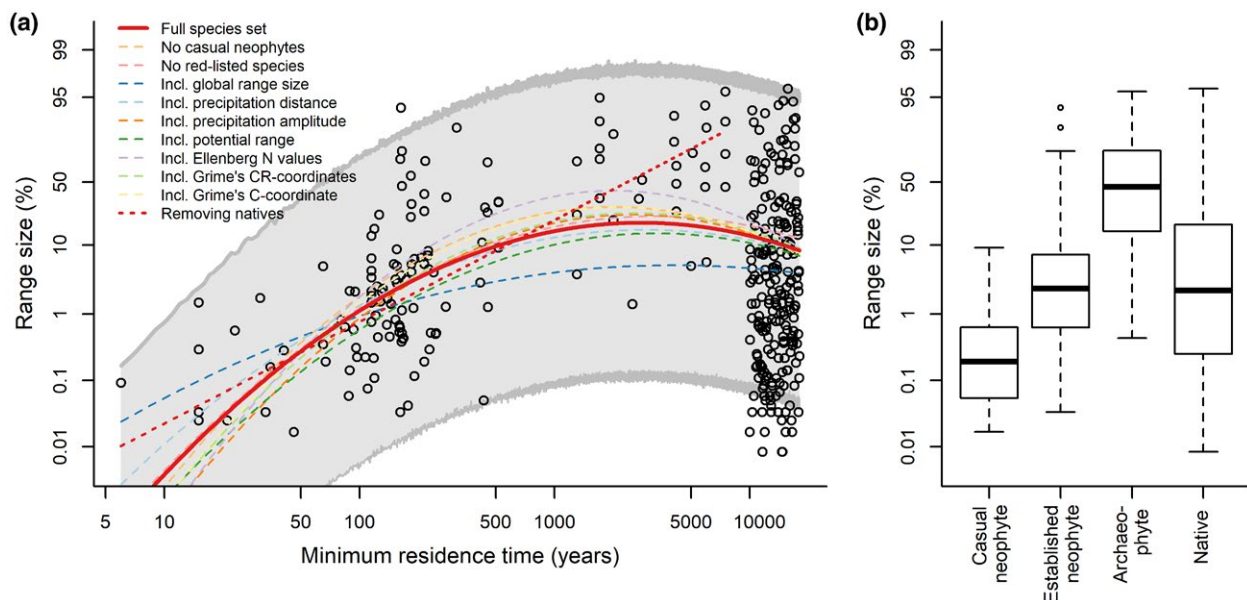 (a)
Range size (%)
99
95
50
10
1
0.1
0.01
Full species set
No casual neophytes
No red-listed species
Incl. global range size
Incl. precipitation distance
Incl. precipitation amplitude
Incl. potential range
Incl. Ellenberg N values
Incl. Grime's CR-coordinates
Incl. Grime's C-coordinate
Removing natives
5
10
50
100
500
1000
5000
10000
Minimum residence time (years)
(b)
Range size (%)
99
95
50
10
1
0.1
0.01
Casual
neophyte
Established
neophyte
Archaeo-
phyte
Native